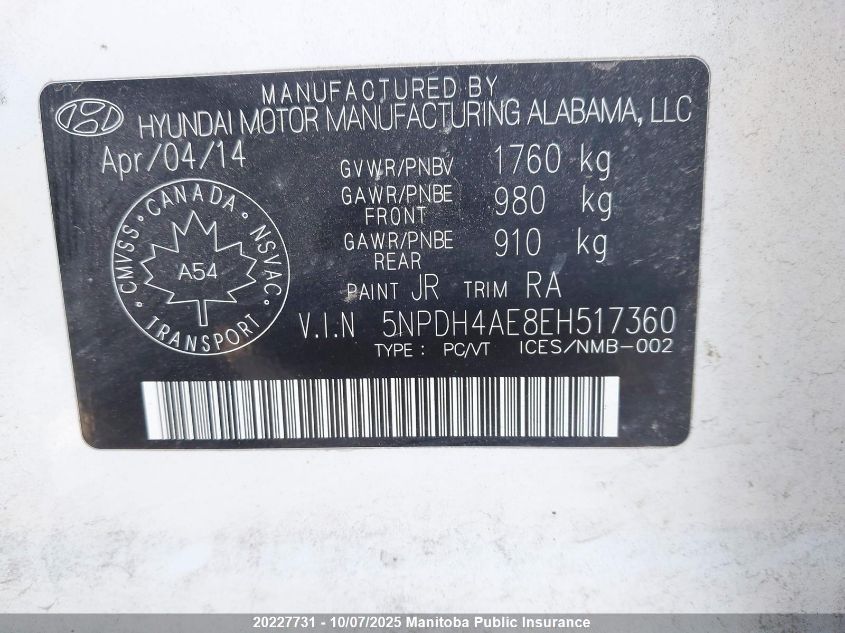 MANUFACTURED BY
HYUNDAI MOTOR MANUFACTURING ALABAMA, LLC
Apr/04/14
GVWR/PNBV 1760 kg
GAWR/PNBE FRONT 980 kg
GAWR/PNBE REAR 910 kg
CANADA
CMVSS · NSVAC
A54
TRANSPORT
PAINT JR TRIM RA
V.I.N 5NPDH4AE8EH517360
TYPE : PC/VT ICES/NMB-002
20227731 - 10/07/2025 Manitoba Public Insurance